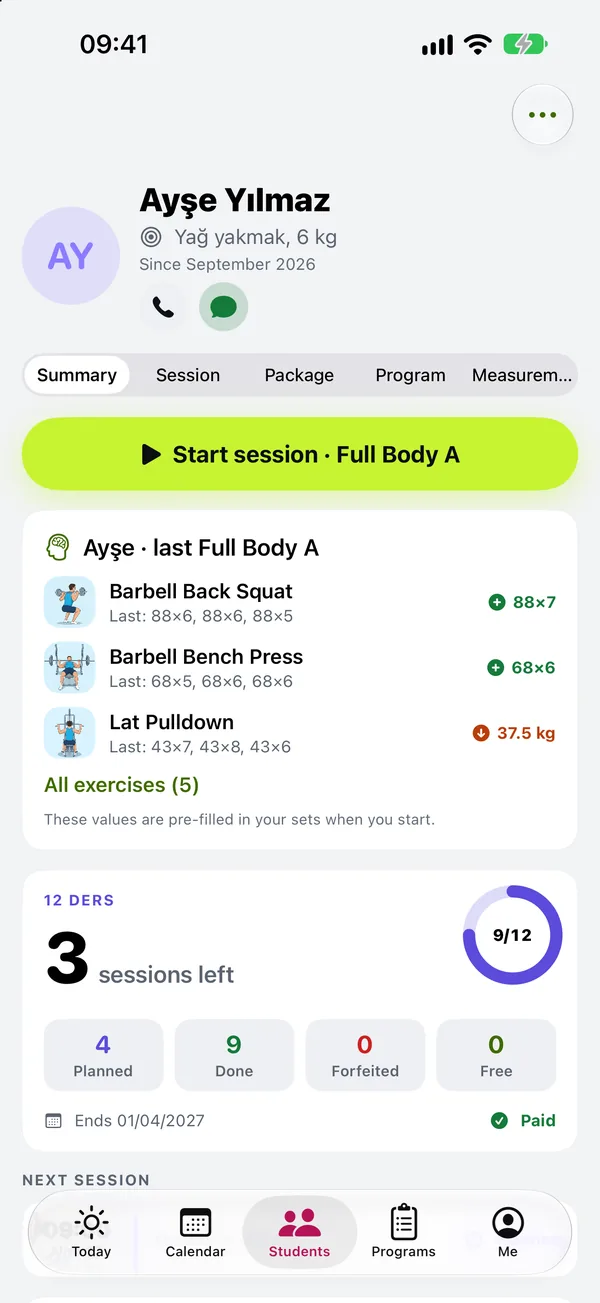 09:41
Ayşe Yılmaz
AY
Yağ yakmak, 6 kg
Since September 2026
Summary
Session
Package
Program
Measurem...
Start session · Full Body A
Ayşe · last Full Body A
Barbell Back Squat
Last: 88×6, 88×6, 88×5
88×7
Barbell Bench Press
Last: 68×5, 68×6, 68×6
68×6
Lat Pulldown
Last: 43×7, 43×8, 43×6
37.5 kg
All exercises (5)
These values are pre-filled in your sets when you start.
12 DERS
9/12
3 sessions left
4
Planned
9
Done
0
Forfeited
0
Free
Ends 01/04/2027
Paid
NEXT SESSION
Today
Calendar
Students
Programs
Me